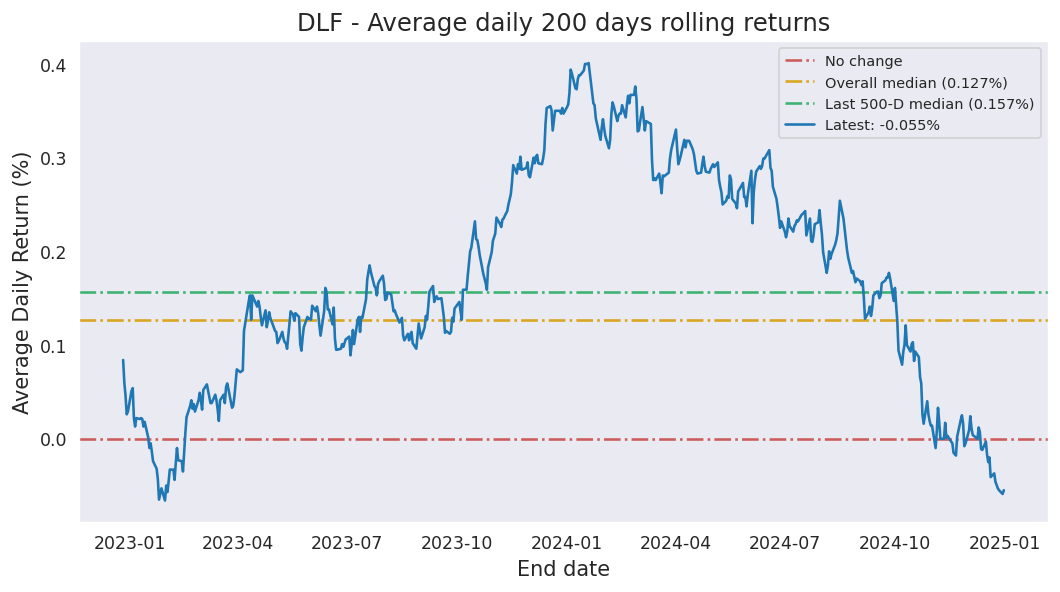 DLF - Average daily 200 days rolling returns
No change
Overall median (0.127%)
Last 500-D median (0.157%)
Latest: -0.055%
Average Daily Return (%)
0.4
0.3
0.2
0.1
0.0
2023-01 2023-04 2023-07 2023-10 2024-01 2024-04 2024-07 2024-10 2025-01
End date